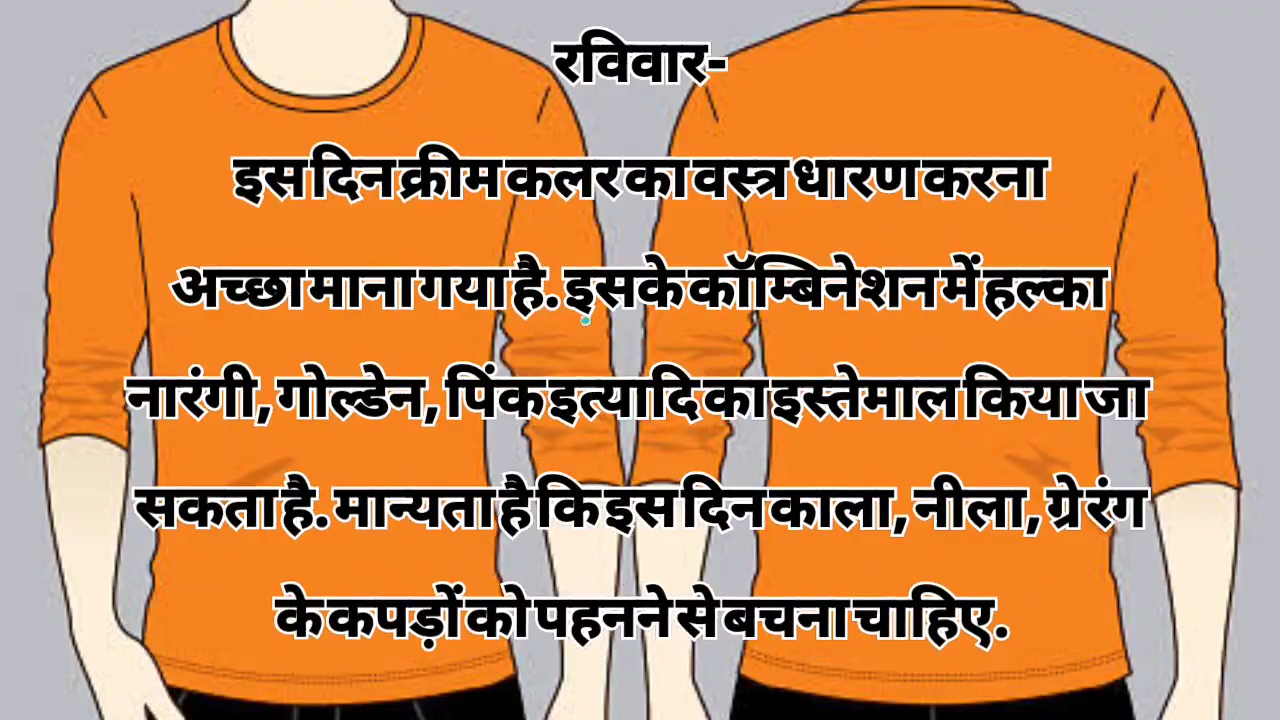 रविवार-
इस दिन क्रीम कलर का वस्त्र धारण करना
अच्छा माना गया है. इसके कॉम्बिनेशन में हल्का
नारंगी, गोल्डेन, पिंक इत्यादि का इस्तेमाल किया जा
सकता है. मान्यता है कि इस दिन काला, नीला, ग्रे रंग
के कपड़ों को पहनने से बचना चाहिए.